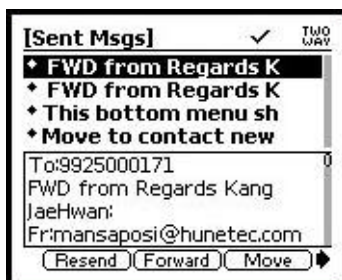 [Sent Msgs] ✓ TWO WAY
◆ FWD from Regards K
◆ FWD from Regards K
◆ This bottom menu sh
◆ Move to contact new
To:9925000171
FWD from Regards Kang
JaeHwan:
Fr:mansaposi@hunetec.com
Resend Forward Move